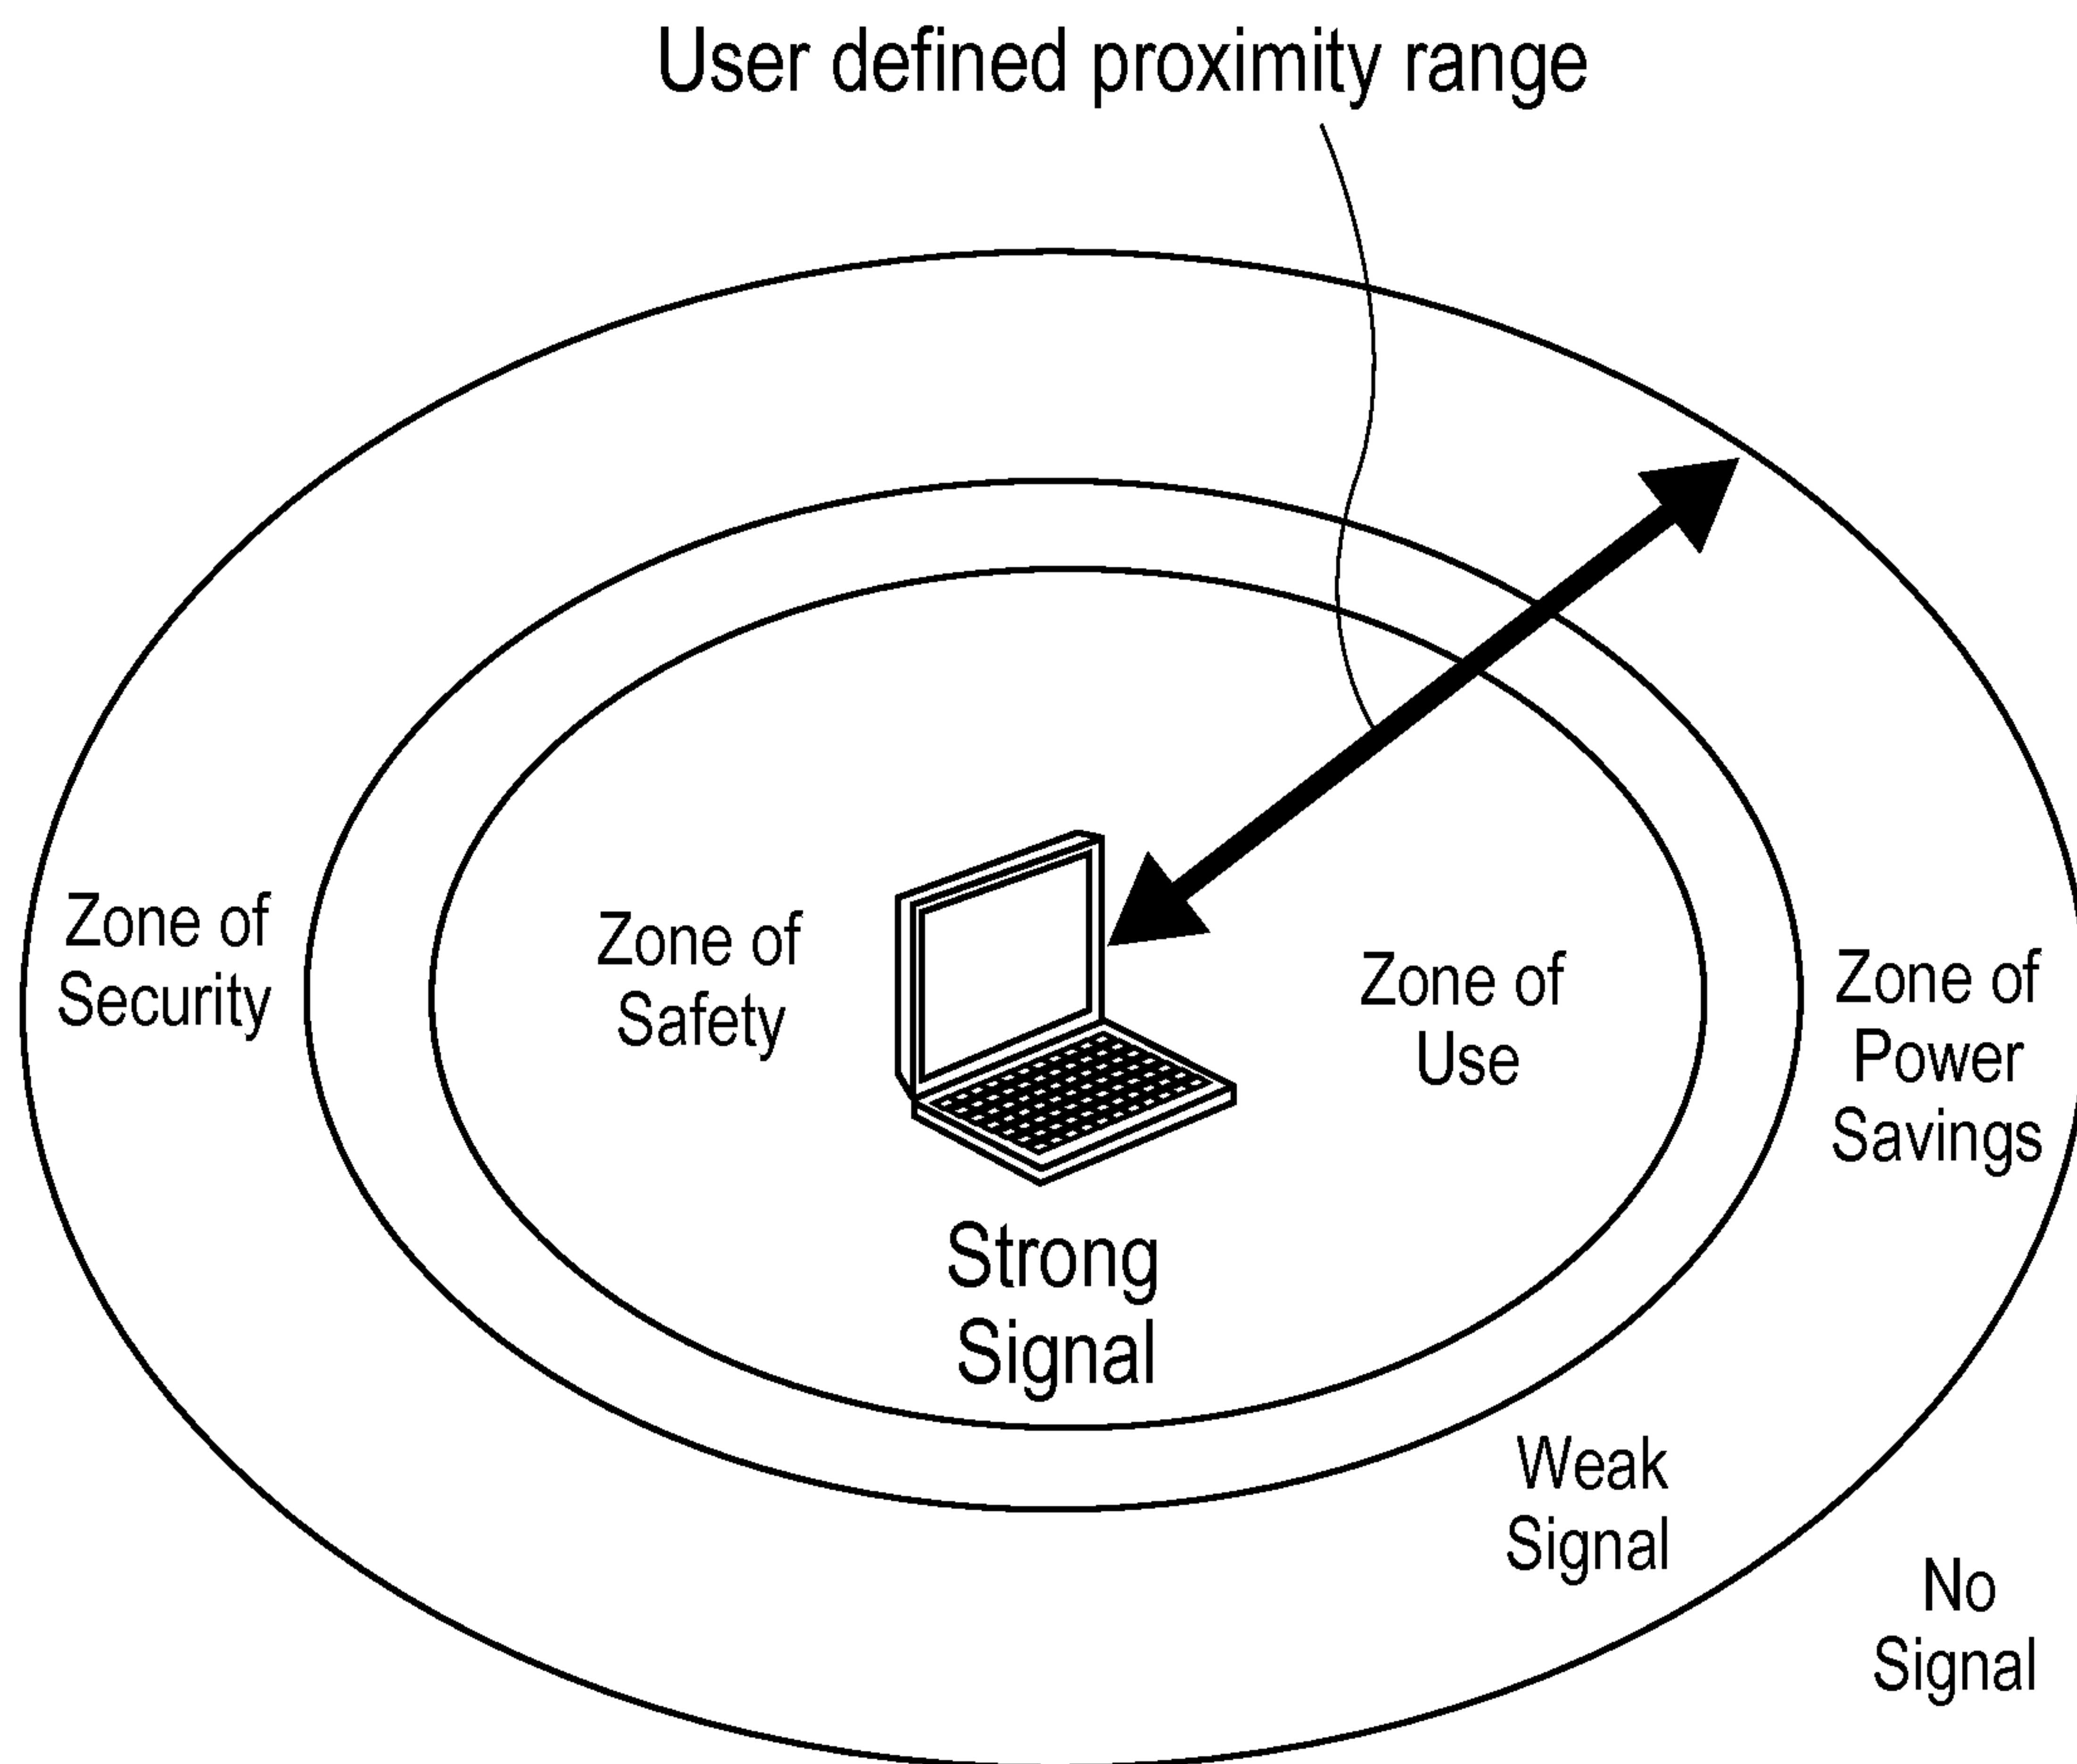 User defined proximity range
Zone of
Security
Zone of
Safety
Zone of
Use
Zone of
Power
Savings
Strong
Signal
Weak
Signal
No
Signal